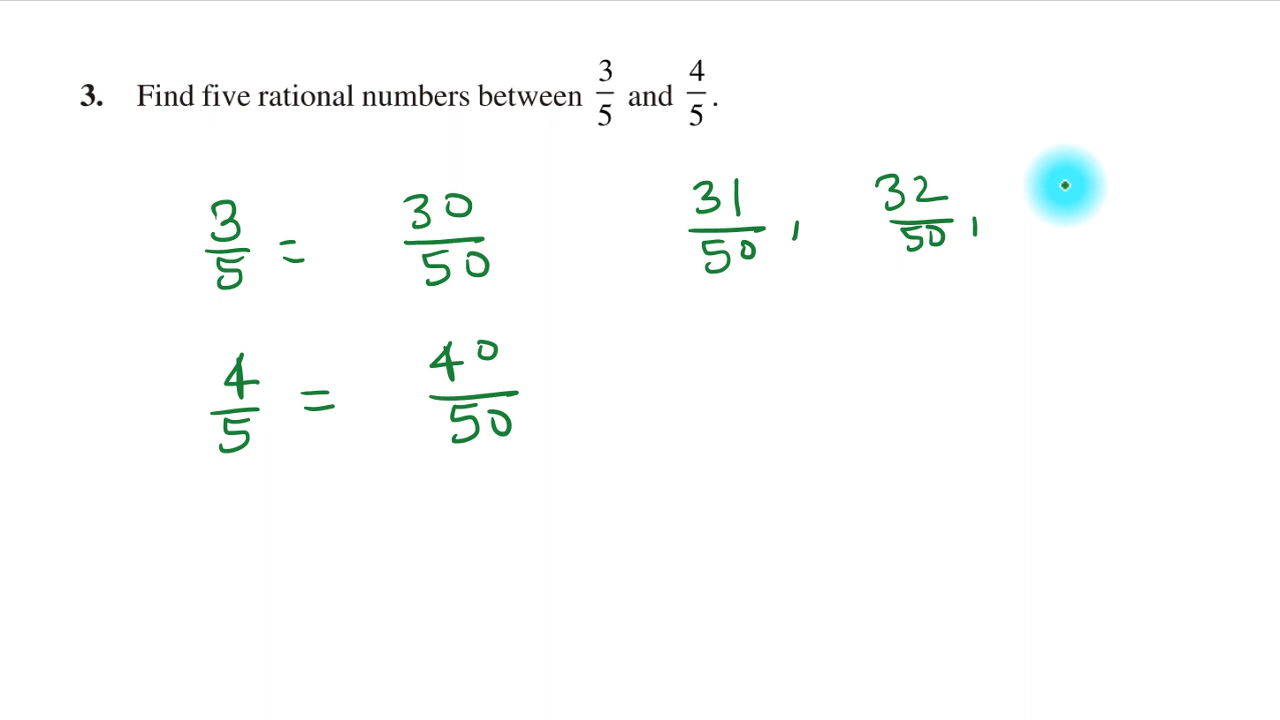 3. Find five rational numbers between 3/5 and 4/5.
3/5 = 30/50 31/50, 32/50,
4/5 = 40/50